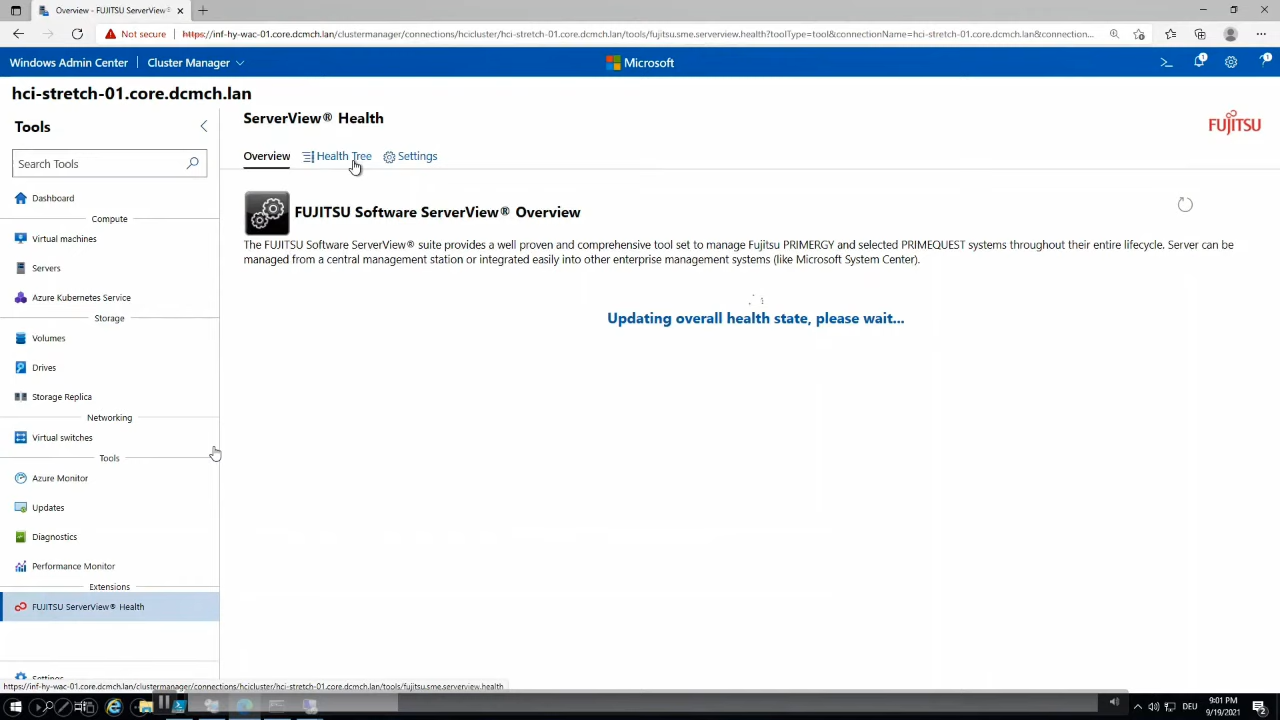 Overview - FUJITSU ServerView®
Not secure
https://inf-hy-wac-01.core.dcmch.lan/clustermanager/connections/hcicluster/hci-stretch-01.core.dcmch.lan/tools/fujitsu.sme.serverview.health?toolType=tool&connectionName=hci-stretch-01.core.dcmch.lan&connection...
Windows Admin Center
Cluster Manager
Microsoft
hci-stretch-01.core.dcmch.lan
Tools
Search Tools
Dashboard
Compute
Virtual machines
Servers
Azure Kubernetes Service
Storage
Volumes
Drives
Storage Replica
Networking
Virtual switches
Tools
Azure Monitor
Updates
Diagnostics
Performance Monitor
Extensions
FUJITSU ServerView® Health
Settings
ServerView® Health
FUJITSU
Overview
Health Tree
Settings
FUJITSU Software ServerView® Overview
The FUJITSU Software ServerView® suite provides a well proven and comprehensive tool set to manage Fujitsu PRIMERGY and selected PRIMEQUEST systems throughout their entire lifecycle. Server can be
managed from a central management station or integrated easily into other enterprise management systems (like Microsoft System Center).
Updating overall health state, please wait...
https://inf-hy-wac-01.core.dcmch.lan/clustermanager/connections/hcicluster/hci-stretch-01.core.dcmch.lan/tools/fujitsu.sme.serverview.health
DEU
9:01 PM
9/19/2021